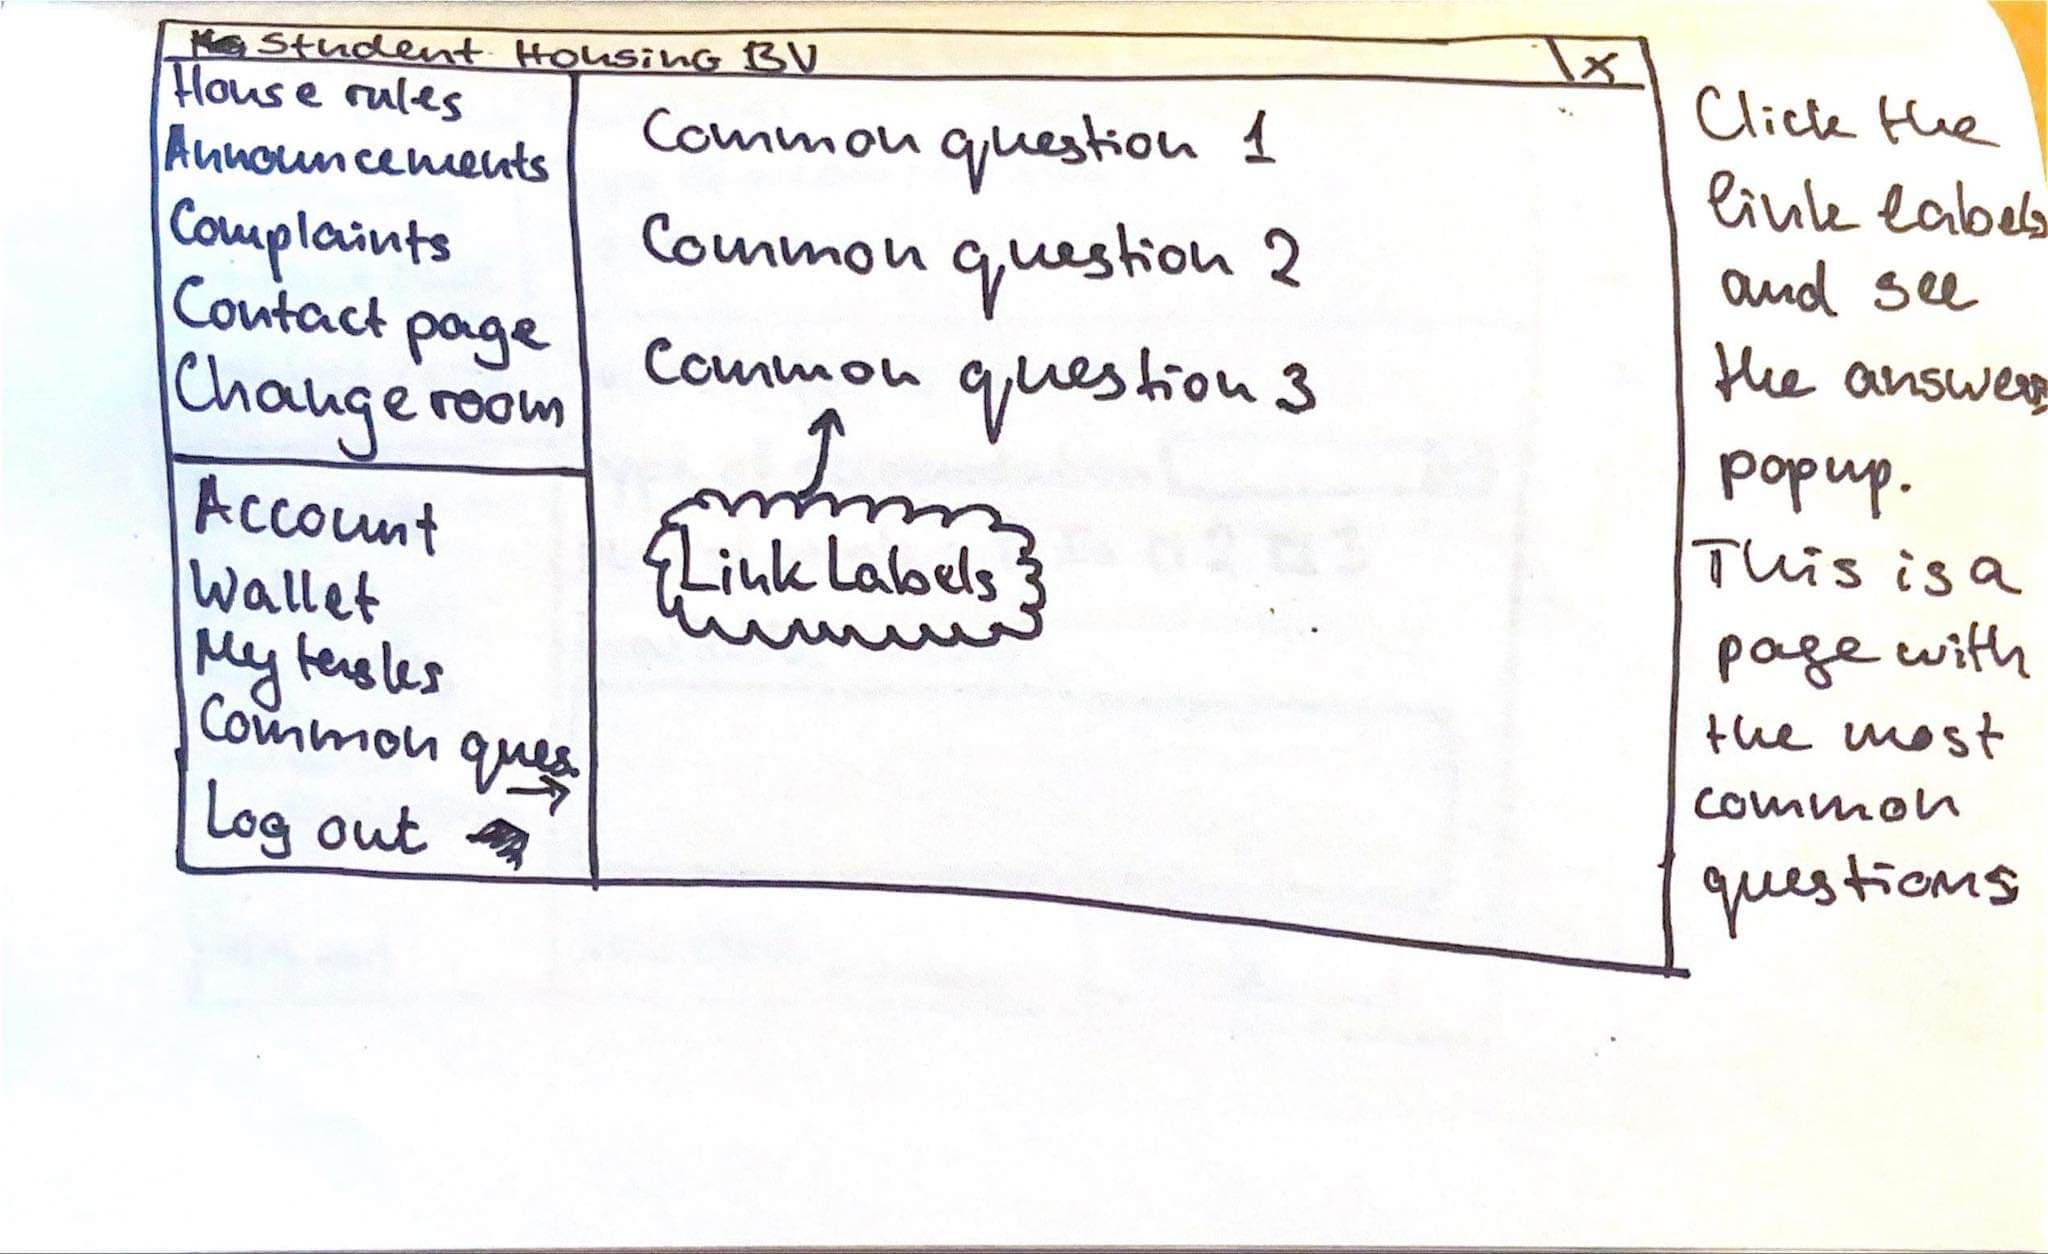 Student Housing BV
X
House rules
Announcements
Complaints
Contact page
Change room
Account
Wallet
My tasks
Common ques.
Log out
Common question 1
Common question 2
Common question 3
Link Labels
Click the
link labels
and see
the answers
popup.
This is a
page with
the most
common
questions